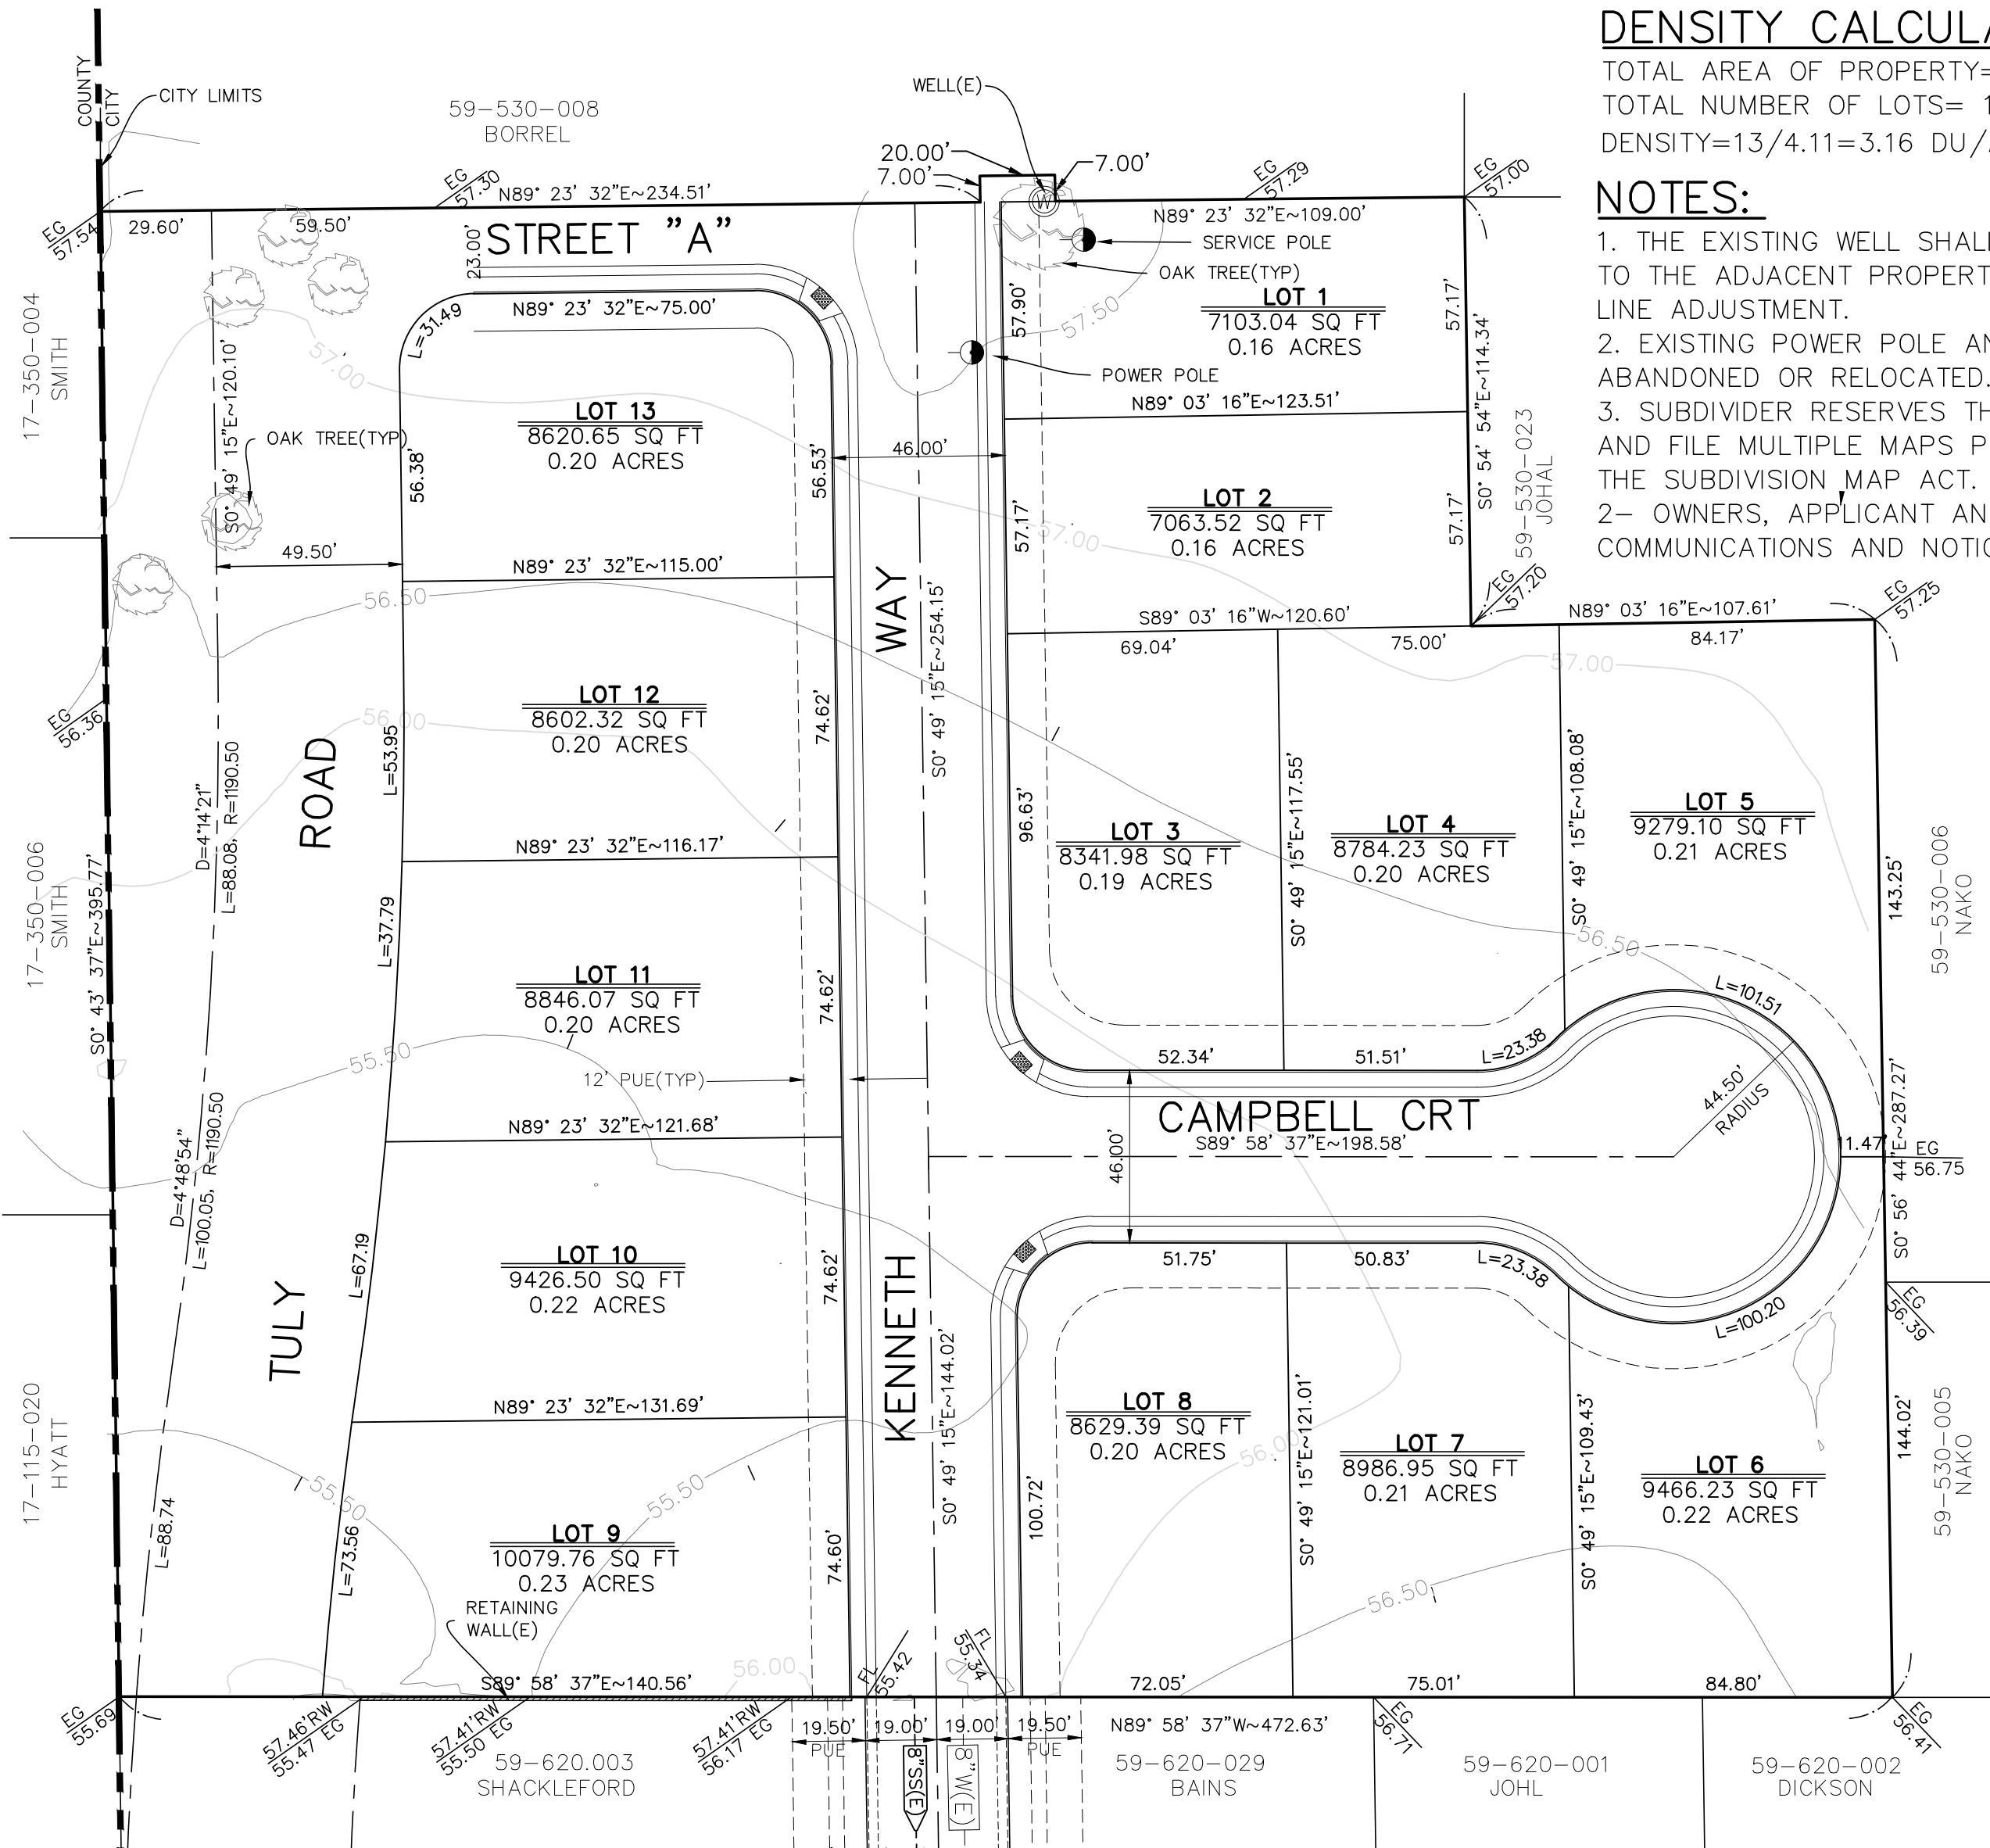 DENSITY CALCULA
TOTAL AREA OF PROPERTY=
TOTAL NUMBER OF LOTS= 1
DENSITY=13/4.11=3.16 DU/
NOTES:
1. THE EXISTING WELL SHALL
TO THE ADJACENT PROPERT
LINE ADJUSTMENT.
2. EXISTING POWER POLE AN
ABANDONED OR RELOCATED.
3. SUBDIVIDER RESERVES TH
AND FILE MULTIPLE MAPS P
THE SUBDIVISION MAP ACT.
2- OWNERS, APPLICANT AN
COMMUNICATIONS AND NOTIC
COUNTY
CITY
CITY LIMITS
59-530-008
BORREL
WELL(E)
20.00'
7.00'
7.00'
EG
57.54
EG
57.30
EG
57.29
EG
57.00
N89° 23' 32"E~234.51'
29.60'
59.50'
23.00'
STREET "A"
N89° 23' 32"E~109.00'
SERVICE POLE
OAK TREE(TYP)
57.50
POWER POLE
LOT 1
7103.04 SQ FT
0.16 ACRES
57.90'
57.17'
S0° 54' 54"E~114.34'
N89° 03' 16"E~123.51'
17-350-004
SMITH
L=31.49
N89° 23' 32"E~75.00'
57.00
S0° 49' 15"E~120.10'
OAK TREE(TYP)
LOT 13
8620.65 SQ FT
0.20 ACRES
56.38'
56.53'
46.00'
LOT 2
7063.52 SQ FT
0.16 ACRES
57.17'
57.17'
57.00
59-530-023
JOHAL
49.50'
N89° 23' 32"E~115.00'
56.50
S89° 03' 16"W~120.60'
EG
57.20
N89° 03' 16"E~107.61'
EG
57.25
69.04'
75.00'
84.17'
57.00
WAY
S0° 49' 15"E~254.15'
EG
56.36
LOT 12
8602.32 SQ FT
0.20 ACRES
56.00
L=53.95
74.62'
ROAD
D=4°14'21"
L=88.08, R=1190.50
N89° 23' 32"E~116.17'
96.63'
LOT 3
8341.98 SQ FT
0.19 ACRES
S0° 49' 15"E~117.55'
LOT 4
8784.23 SQ FT
0.20 ACRES
S0° 49' 15"E~108.08'
LOT 5
9279.10 SQ FT
0.21 ACRES
143.25'
59-530-006
NAKO
17-350-006
SMITH
S0° 43' 37"E~395.77'
L=37.79
LOT 11
8846.07 SQ FT
0.20 ACRES
74.62'
56.50
L=101.51
55.50
12' PUE(TYP)
52.34'
51.51'
L=23.38
44.50'
RADIUS
N89° 23' 32"E~121.68'
46.00'
CAMPBELL CRT
S89° 58' 37"E~198.58'
11.47'
EG
56.75
S0° 56' 44"E~287.27'
D=4°48'54"
L=100.05, R=1190.50
L=67.19
LOT 10
9426.50 SQ FT
0.22 ACRES
74.62'
51.75'
50.83'
L=23.38
L=100.20
EG
56.39
TULY
KENNETH
S0° 49' 15"E~144.02'
N89° 23' 32"E~131.69'
17-115-020
HYATT
LOT 8
8629.39 SQ FT
0.20 ACRES
56.00
S0° 49' 15"E~121.01'
LOT 7
8986.95 SQ FT
0.21 ACRES
S0° 49' 15"E~109.43'
LOT 6
9466.23 SQ FT
0.22 ACRES
144.02'
59-530-005
NAKO
55.50
55.50
L=88.74
L=73.56
LOT 9
10079.76 SQ FT
0.23 ACRES
74.60'
100.72'
56.50
RETAINING
WALL(E)
56.00
FL
55.42
FL
55.34
S89° 58' 37"E~140.56'
72.05'
75.01'
84.80'
EG
55.69
57.46'RW
55.47 EG
57.41'RW
55.50 EG
57.41'RW
56.17 EG
19.50'
PUE
19.00'
19.00'
19.50'
PUE
N89° 58' 37"W~472.63'
EG
56.71
EG
56.41
59-620.003
SHACKLEFORD
8"SS(E)
8"W(E)
59-620-029
BAINS
59-620-001
JOHL
59-620-002
DICKSON
W